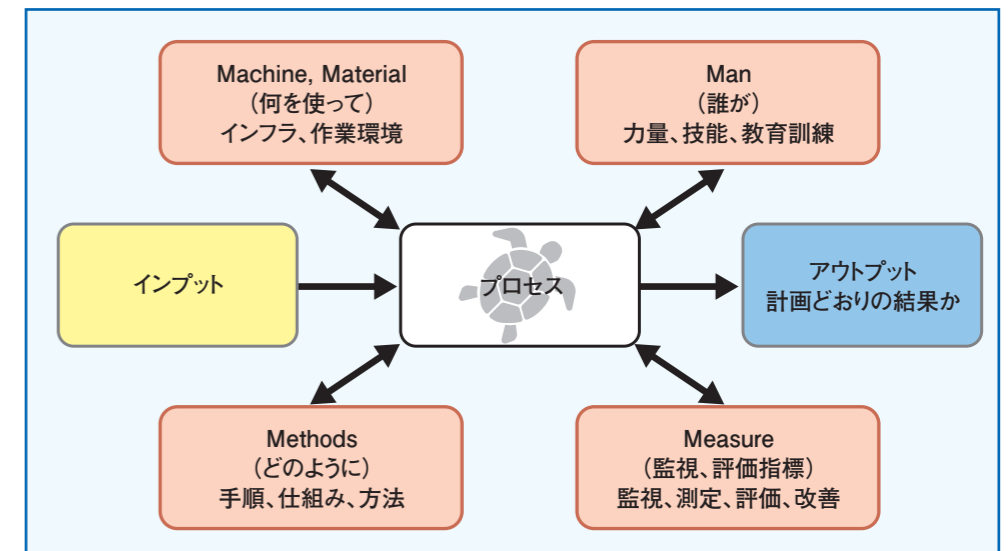 Machine, Material
(何を使って)
インフラ、作業環境
Man
(誰が)
力量、技能、教育訓練
インプット
プロセス
アウトプット
計画どおりの結果か
Methods
(どのように)
手順、仕組み、方法
Measure
(監視、評価指標)
監視、測定、評価、改善